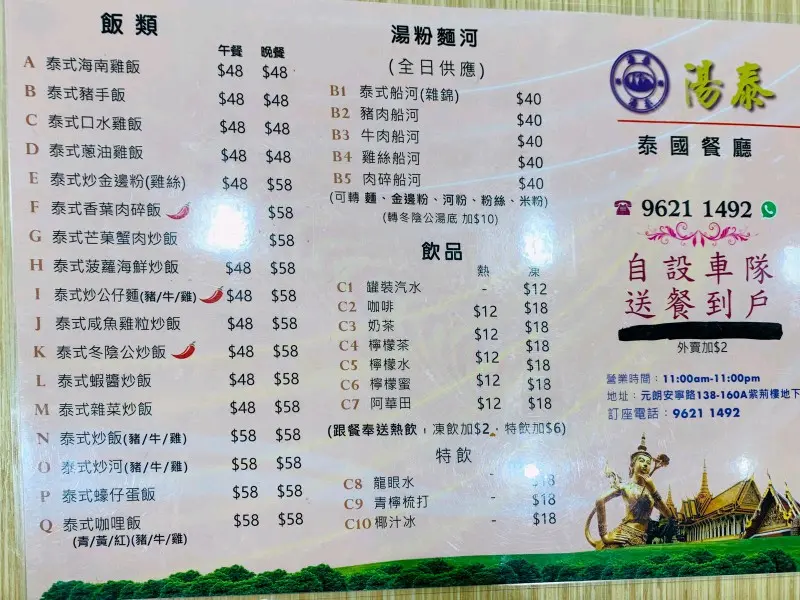 飯類
午餐 晚餐
A 泰式海南雞飯 $48 $48
B 泰式豬手飯 $48 $48
C 泰式口水雞飯 $48 $48
D 泰式蔥油雞飯 $48 $48
E 泰式炒金邊粉(雞絲) $48 $58
F 泰式香葉肉碎飯 $58
G 泰式芒菓蟹肉炒飯 $58
H 泰式菠蘿海鮮炒飯 $48 $58
I 泰式炒公仔麵(豬/牛/雞) $48 $58
J 泰式咸魚雞粒炒飯 $48 $58
K 泰式冬陰公炒飯 $48 $58
L 泰式蝦醬炒飯 $48 $58
M 泰式雜菜炒飯 $48 $58
N 泰式炒飯(豬/牛/雞) $58 $58
O 泰式炒河(豬/牛/雞) $58 $58
P 泰式蠔仔蛋飯 $58 $58
Q 泰式咖哩飯 $58 $58
(青/黃/紅)(豬/牛/雞)
湯粉麵河
(全日供應)
B1 泰式船河(雜錦) $40
B2 豬肉船河 $40
B3 牛肉船河 $40
B4 雞絲船河 $40
B5 肉碎船河 $40
(可轉 麵、金邊粉、河粉、粉絲、米粉)
(轉冬陰公湯底 加$10)
飲品
熱 凍
C1 罐裝汽水 - $12
C2 咖啡 $12 $18
C3 奶茶 $12 $18
C4 檸檬茶 $12 $18
C5 檸檬水 $12 $18
C6 檸檬蜜 $12 $18
C7 阿華田 $12 $18
(跟餐奉送熱飲，凍飲加$2，特飲加$6)
特飲
C8 龍眼水 - $18
C9 青檸梳打 - $18
C10 椰汁冰 - $18
湯泰
泰國餐廳
9621 1492
自設車隊
送餐到戶
外賣加$2
營業時間：11:00am-11:00pm
地址：元朗安寧路138-160A紫荊樓地下
訂座電話：9621 1492